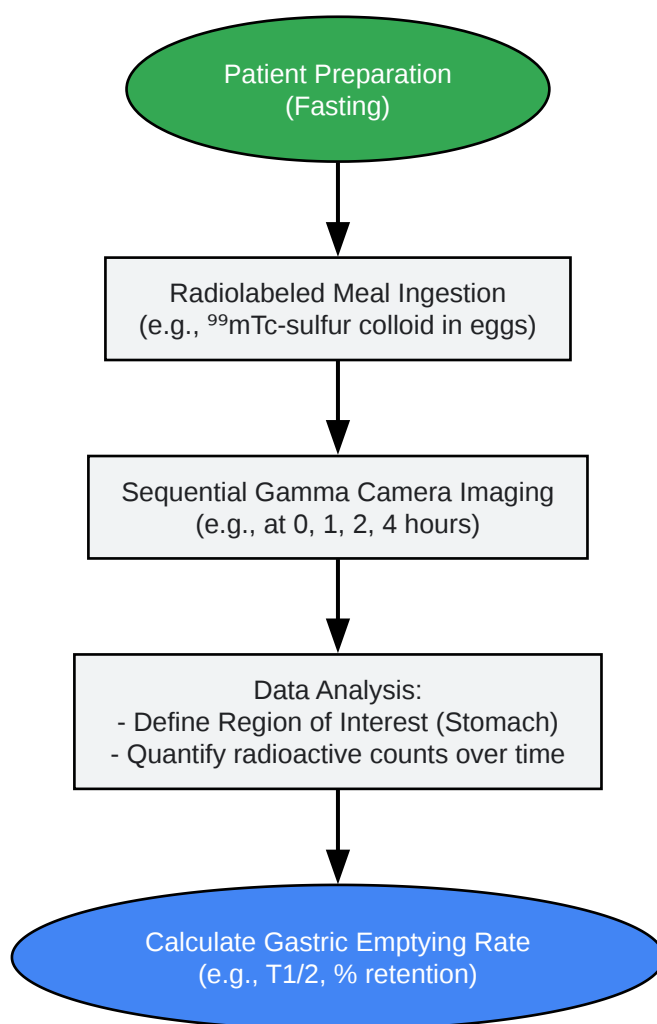 Patient Preparation
(Fasting)
Radiolabeled Meal Ingestion
(e.g., ⁹⁹mTc-sulfur colloid in eggs)
Sequential Gamma Camera Imaging
(e.g., at 0, 1, 2, 4 hours)
Data Analysis:
- Define Region of Interest (Stomach)
- Quantify radioactive counts over time
Calculate Gastric Emptying Rate
(e.g., T1/2, % retention)